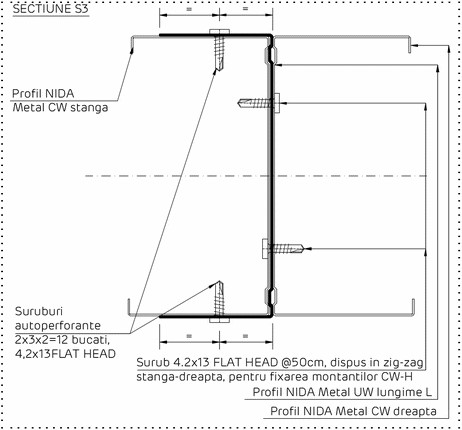 SECTIUNE S3
= =
Profil NIDA
Metal CW stanga
Suruburi
autoperforante
2x3x2=12 bucati,
4,2x13FLAT HEAD
= =
Surub 4.2x13 FLAT HEAD @50cm, dispus in zig-zag
stanga-dreapta, pentru fixarea montantilor CW-H
Profil NIDA Metal UW lungime L
Profil NIDA Metal CW dreapta